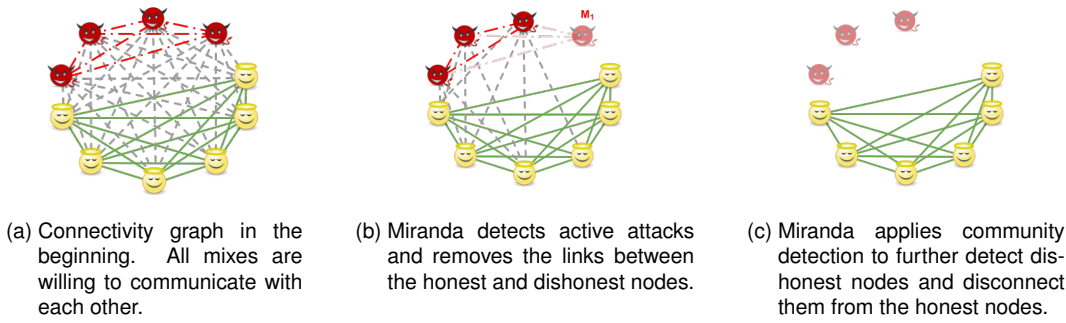 M1
(a) Connectivity graph in the
beginning. All mixes are
willing to communicate with
each other.
(b) Miranda detects active attacks
and removes the links between
the honest and dishonest nodes.
(c) Miranda applies community
detection to further detect dis-
honest nodes and disconnect
them from the honest nodes.